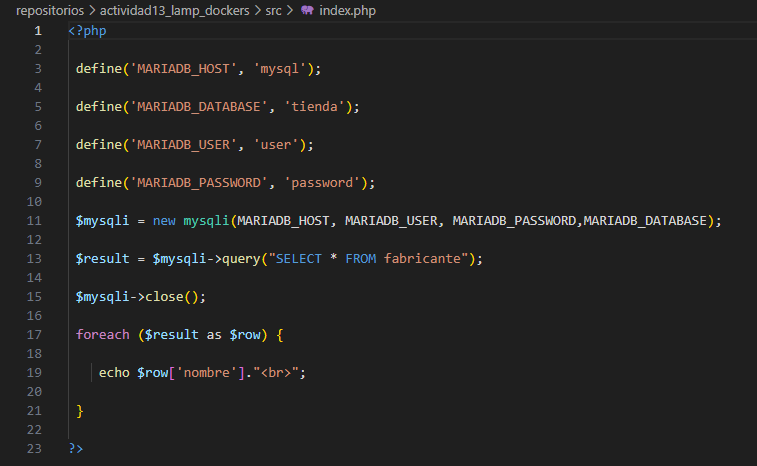 repositorios > actividad13_lamp_dockers > src > index.php
1 <?php
2
3 define('MARIADB_HOST', 'mysql');
4
5 define('MARIADB_DATABASE', 'tienda');
6
7 define('MARIADB_USER', 'user');
8
9 define('MARIADB_PASSWORD', 'password');
10
11 $mysqli = new mysqli(MARIADB_HOST, MARIADB_USER, MARIADB_PASSWORD,MARIADB_DATABASE);
12
13 $result = $mysqli->query("SELECT * FROM fabricante");
14
15 $mysqli->close();
16
17 foreach ($result as $row) {
18
19 echo $row['nombre']."<br>";
20
21 }
22
23 ?>